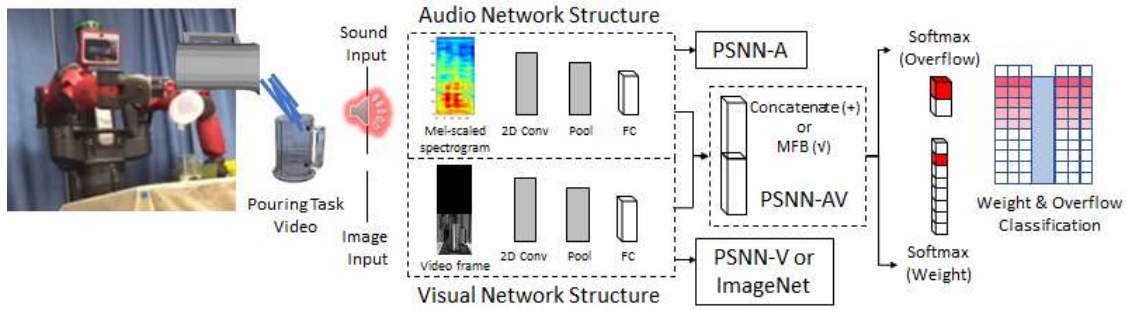 Audio Network Structure
Sound
Input
Mel-scaled
spectrogram
2D Conv
Pool
FC
Pouring Task
Video
Image
Input
Video frame
2D Conv
Pool
FC
Visual Network Structure
PSNN-A
Concatenate (+)
or
MFB (√)
PSNN-AV
PSNN-V or
ImageNet
Softmax
(Overflow)
Softmax
(Weight)
Weight & Overflow
Classification